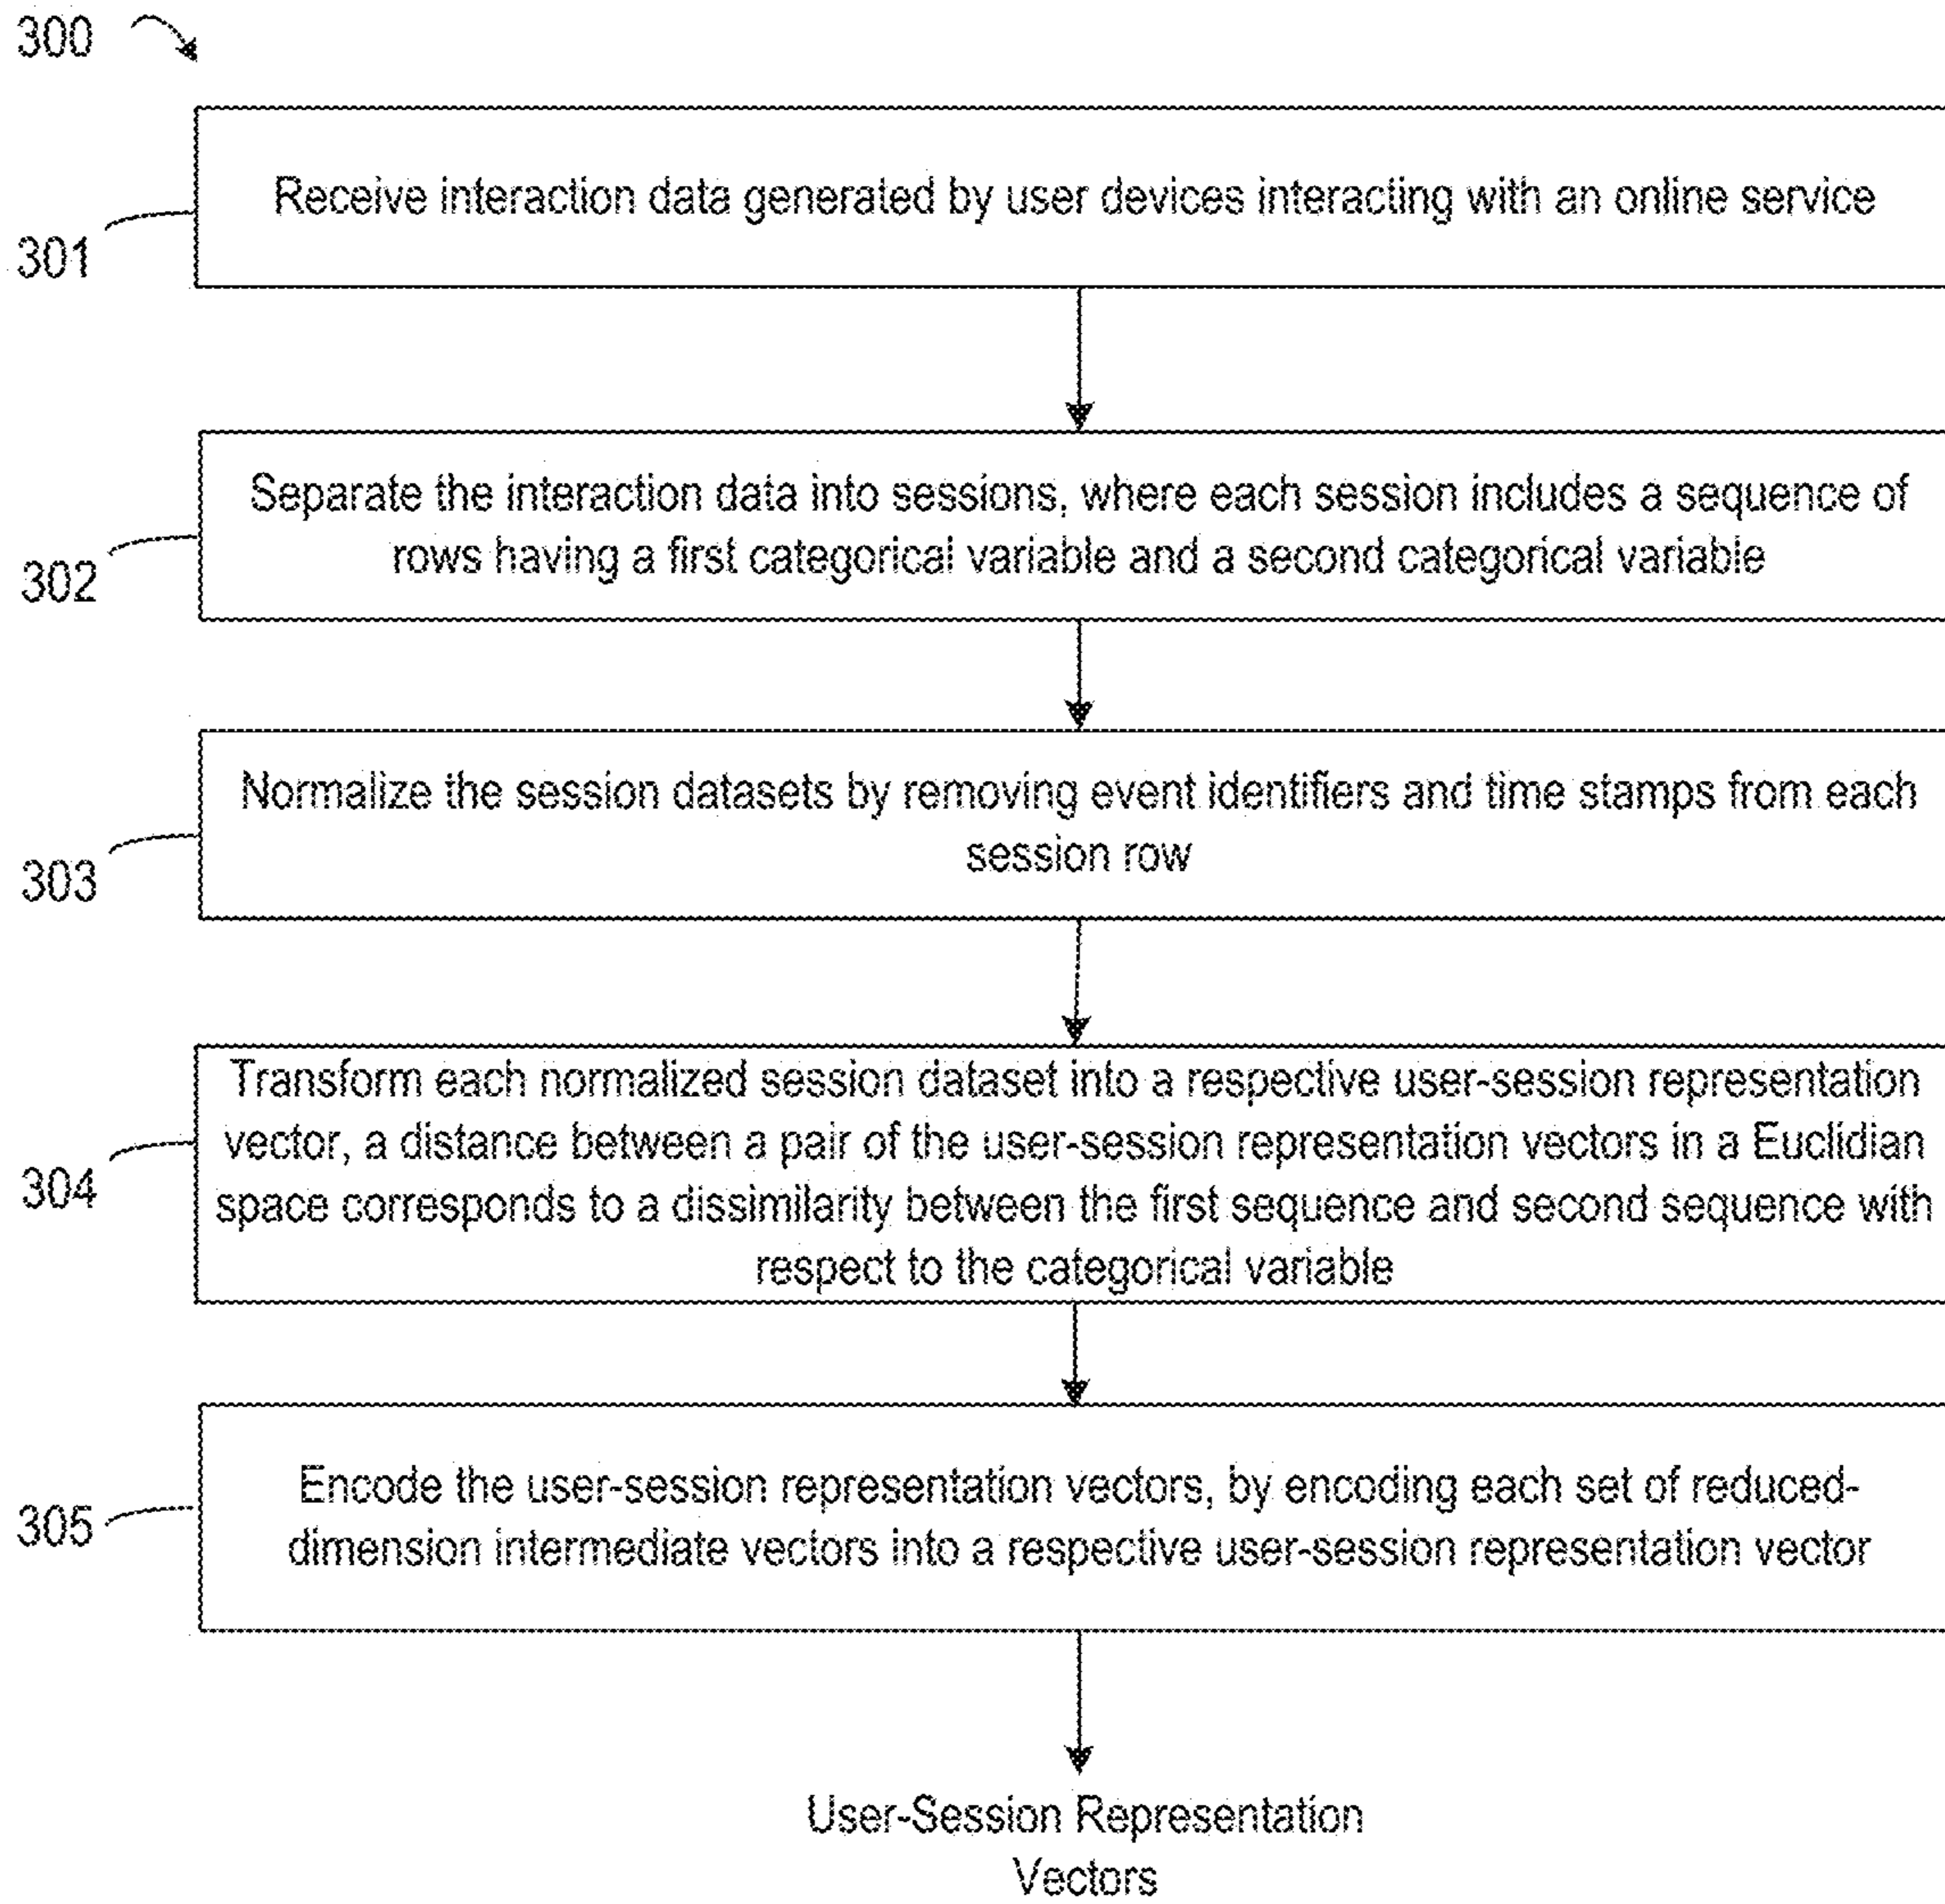 300
Receive interaction data generated by user devices interacting with an online service
301
Separate the interaction data into sessions, where each session includes a sequence of
rows having a first categorical variable and a second categorical variable
302
Normalize the session datasets by removing event identifiers and time stamps from each
session row
303
Transform each normalized session dataset into a respective user-session representation
vector, a distance between a pair of the user-session representation vectors in a Euclidian
space corresponds to a dissimilarity between the first sequence and second sequence with
respect to the categorical variable
304
Encode the user-session representation vectors, by encoding each set of reduced-
dimension intermediate vectors into a respective user-session representation vector
305
User-Session Representation
Vectors